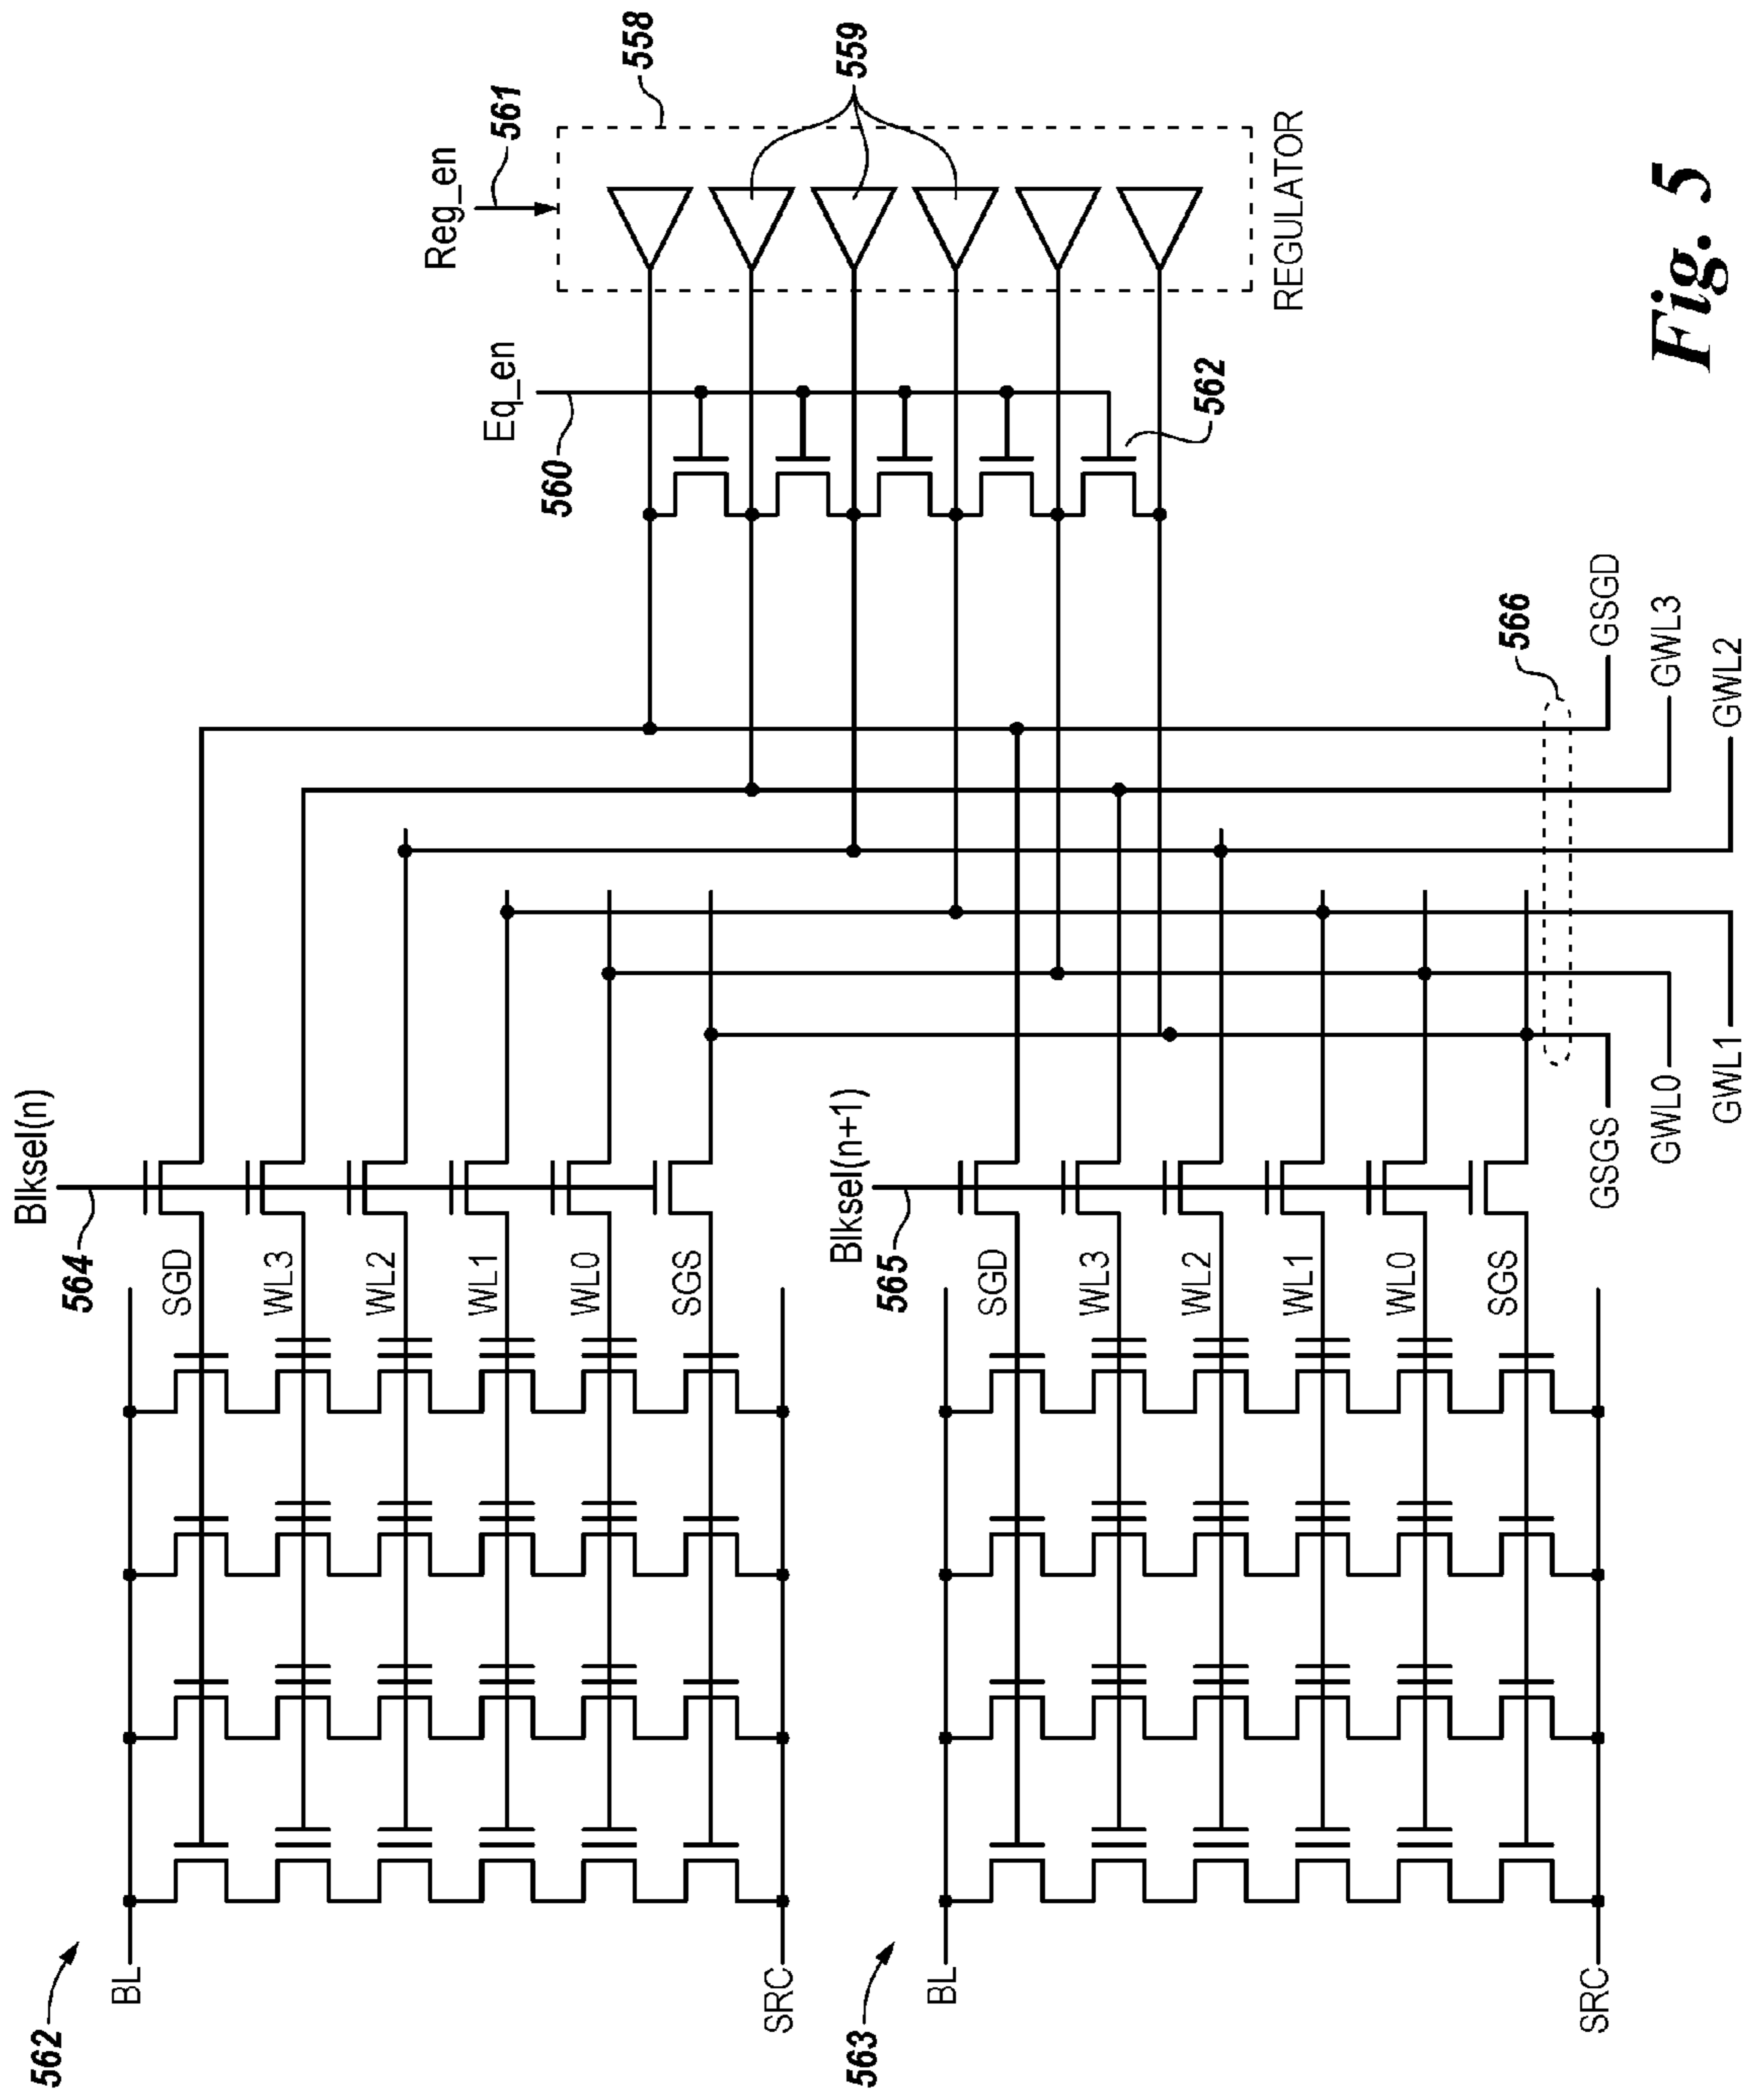 562
BL
SRC
564
Blksel(n)
SGD
WL3
WL2
WL1
WL0
SGS
563
BL
SRC
565
Blksel(n+1)
SGD
WL3
WL2
WL1
WL0
SGS
560
Eq_en
562
Reg_en
561
558
559
REGULATOR
566
GSGD
GWL3
GWL2
GSGS
GWL0
GWL1
Fig. 5